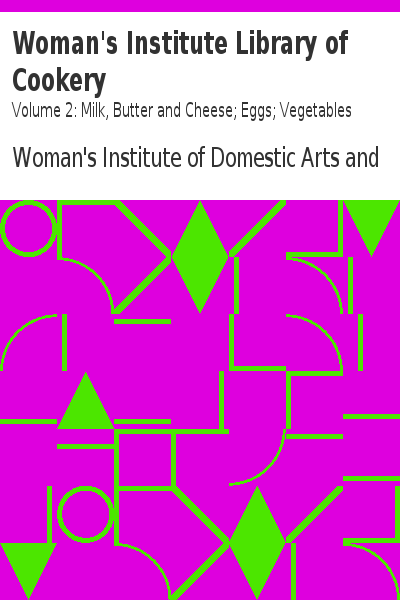 Woman's Institute Library of
Cookery
Volume 2: Milk, Butter and Cheese; Eggs; Vegetables
Woman's Institute of Domestic Arts and